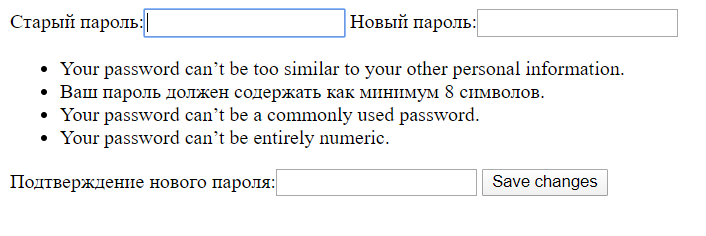 Старый пароль: Новый пароль:
Your password can’t be too similar to your other personal information.
Ваш пароль должен содержать как минимум 8 символов.
Your password can’t be a commonly used password.
Your password can’t be entirely numeric.
Подтверждение нового пароля: Save changes